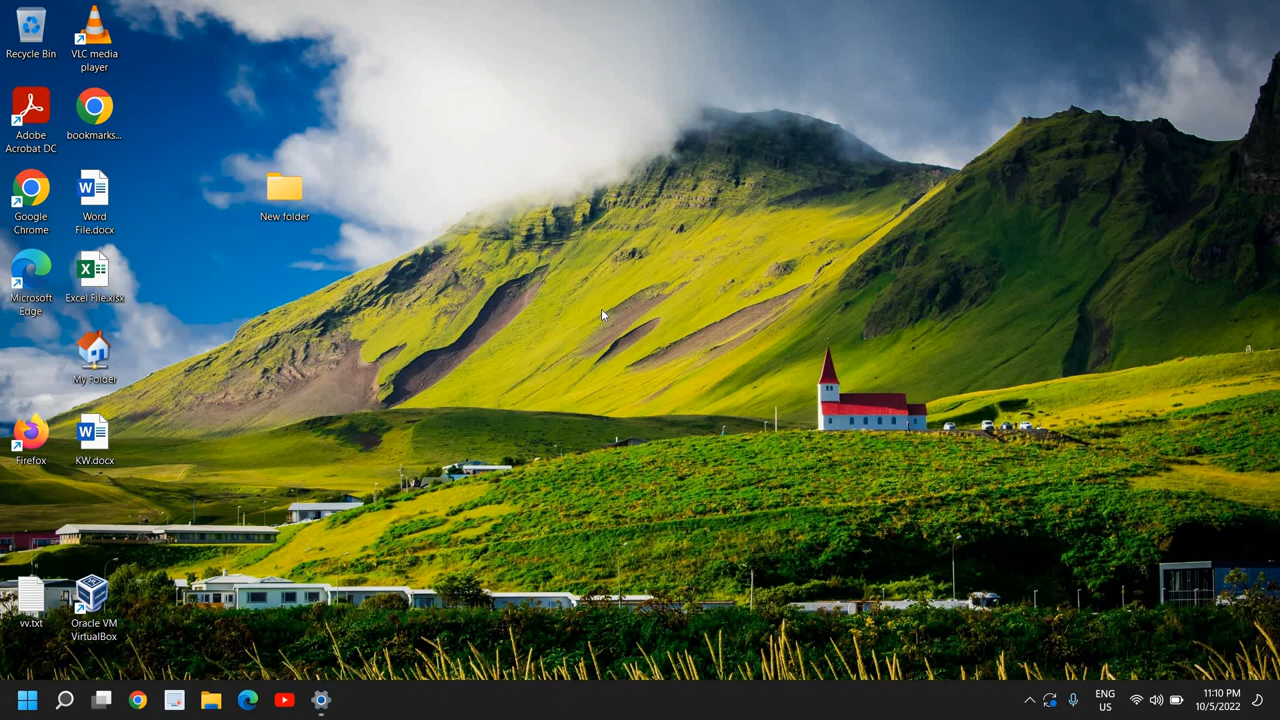 Recycle Bin
VLC media
player
Adobe
Acrobat DC
bookmarks...
Google
Chrome
Word
File.docx
Microsoft
Edge
Excel File.xlsx
My Folder
Firefox
KW.docx
vv.txt
Oracle VM
VirtualBox
New folder
ENG
US
11:10 PM
10/5/2022